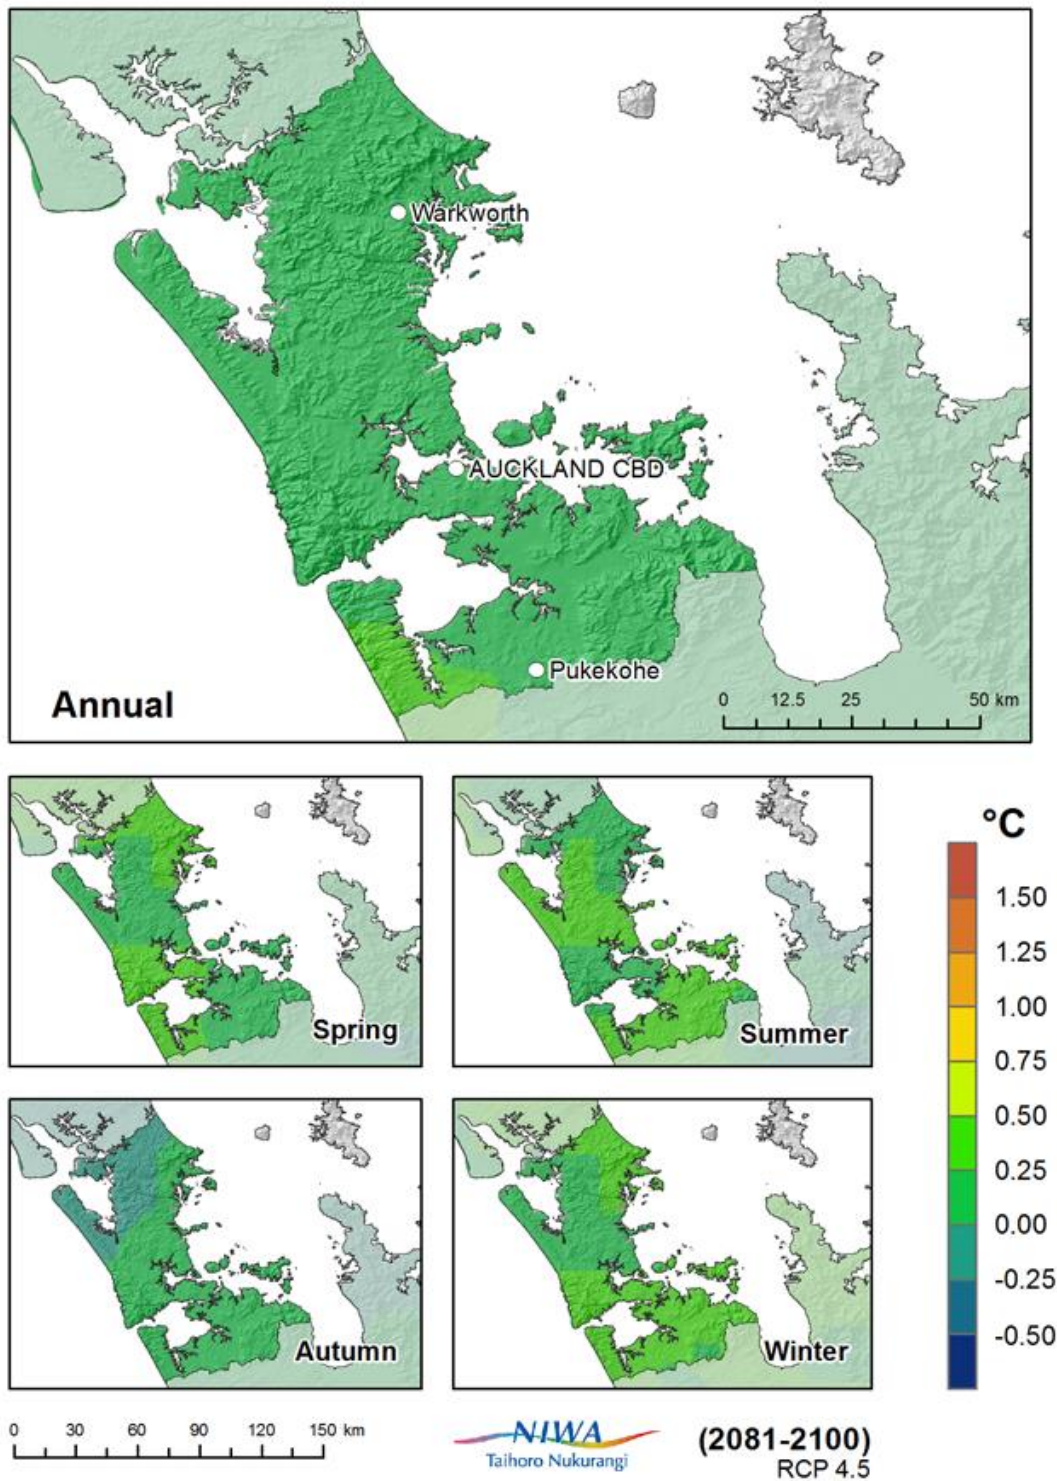 Warkworth
AUCKLAND CBD
Pukekohe
Annual
0 12.5 25 50 km
Spring
Summer
°C
1.50
1.25
1.00
0.75
0.50
0.25
0.00
-0.25
-0.50
Autumn
Winter
0 30 60 90 120 150 km
NIWA
Taihoro Nukurangi
(2081-2100)
RCP 4.5